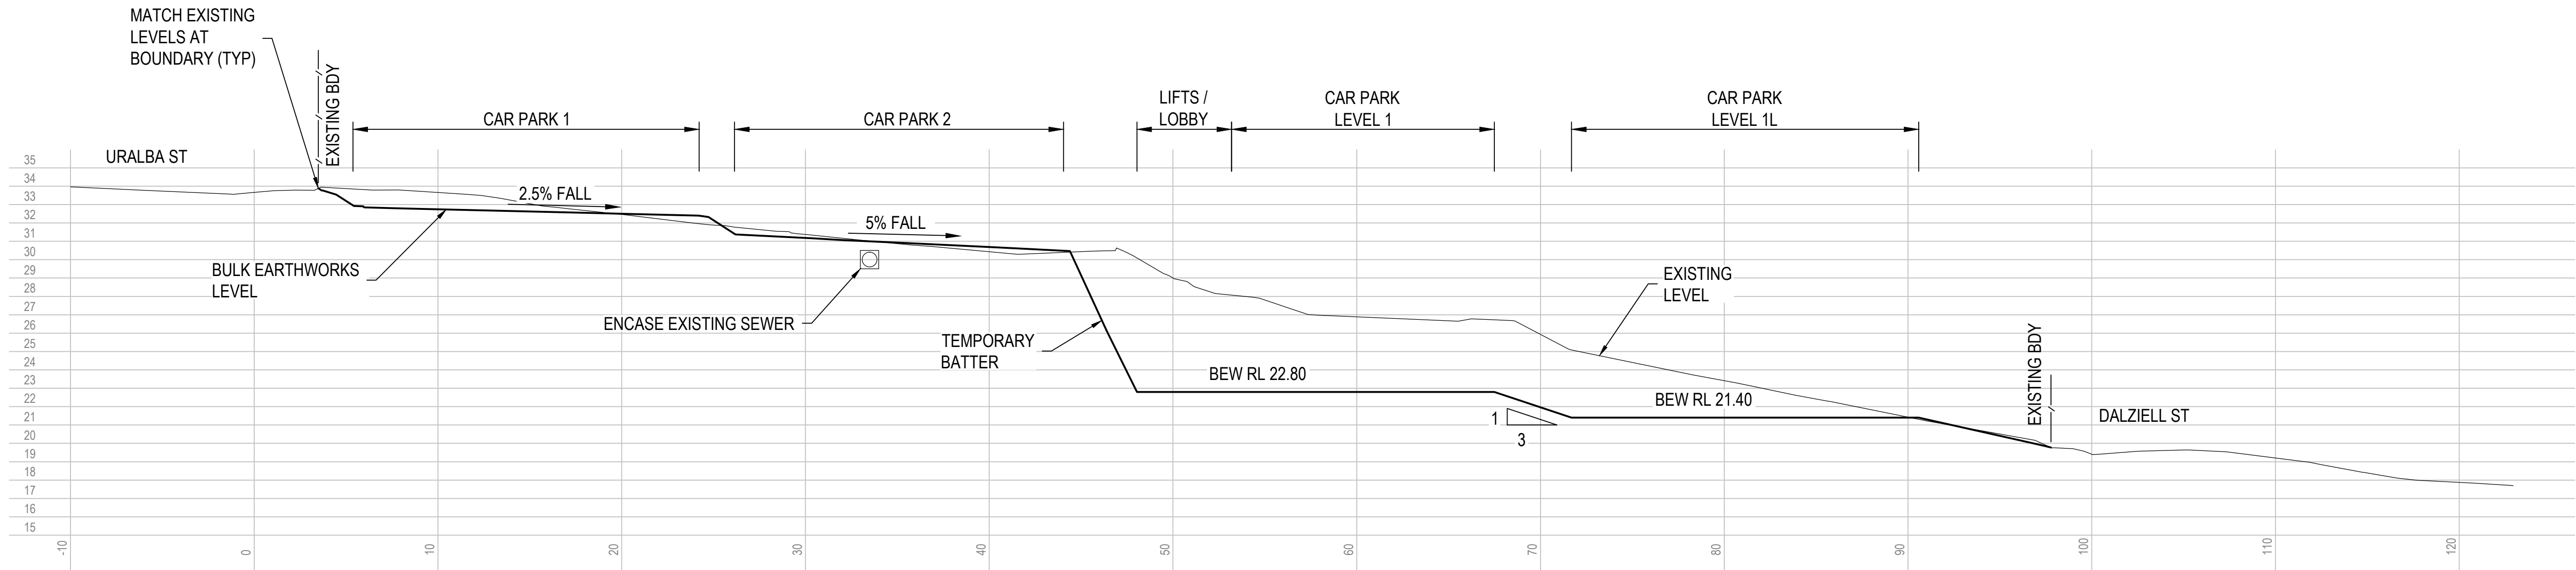 MATCH EXISTING
LEVELS AT
BOUNDARY (TYP)
EXISTING BDY
URALBA ST
CAR PARK 1
CAR PARK 2
LIFTS /
LOBBY
CAR PARK
LEVEL 1
CAR PARK
LEVEL 1L
2.5% FALL
5% FALL
BULK EARTHWORKS
LEVEL
ENCASE EXISTING SEWER
TEMPORARY
BATTER
EXISTING
LEVEL
BEW RL 22.80
BEW RL 21.40
1
3
EXISTING BDY
DALZIELL ST
35
34
33
32
31
30
29
28
27
26
25
24
23
22
21
20
19
18
17
16
15
-10
0
10
20
30
40
50
60
70
80
90
100
110
120